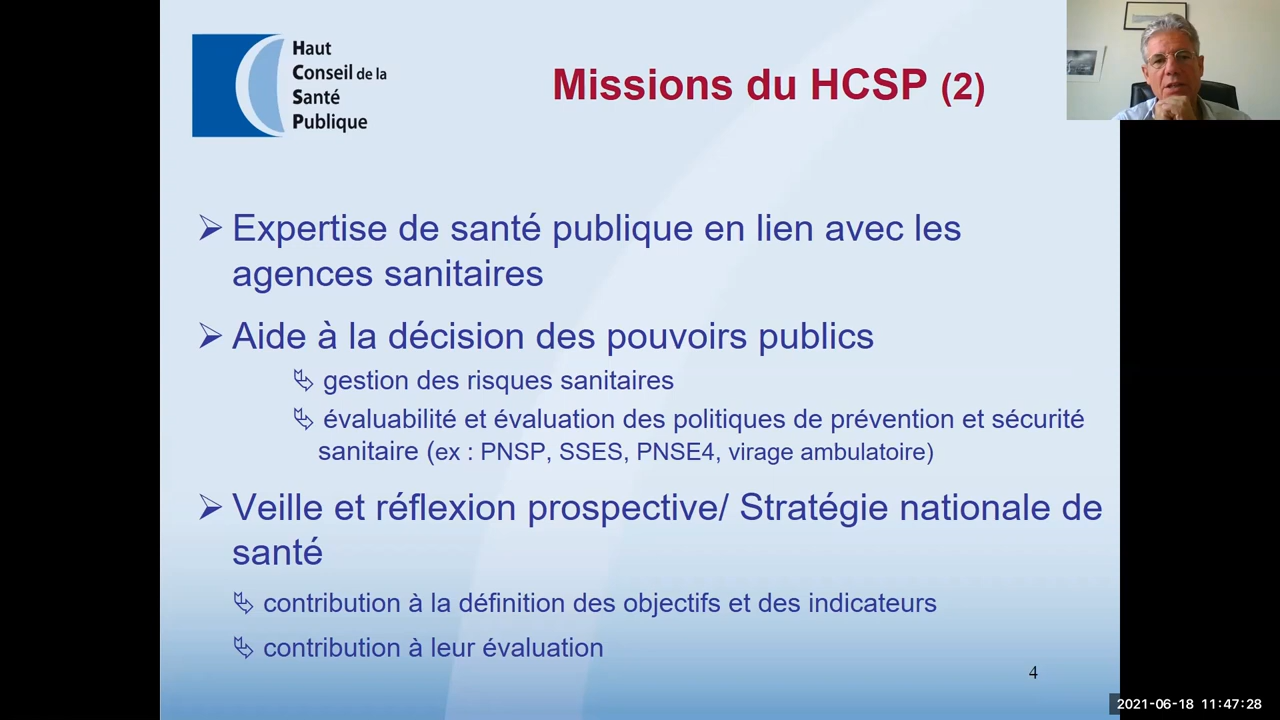 Haut
Conseil de la
Santé
Publique
Missions du HCSP (2)
Expertise de santé publique en lien avec les
agences sanitaires
Aide à la décision des pouvoirs publics
gestion des risques sanitaires
évaluabilité et évaluation des politiques de prévention et sécurité
sanitaire (ex : PNSP, SSES, PNSE4, virage ambulatoire)
Veille et réflexion prospective/ Stratégie nationale de
santé
contribution à la définition des objectifs et des indicateurs
contribution à leur évaluation
4
2021-06-18 11:47:28